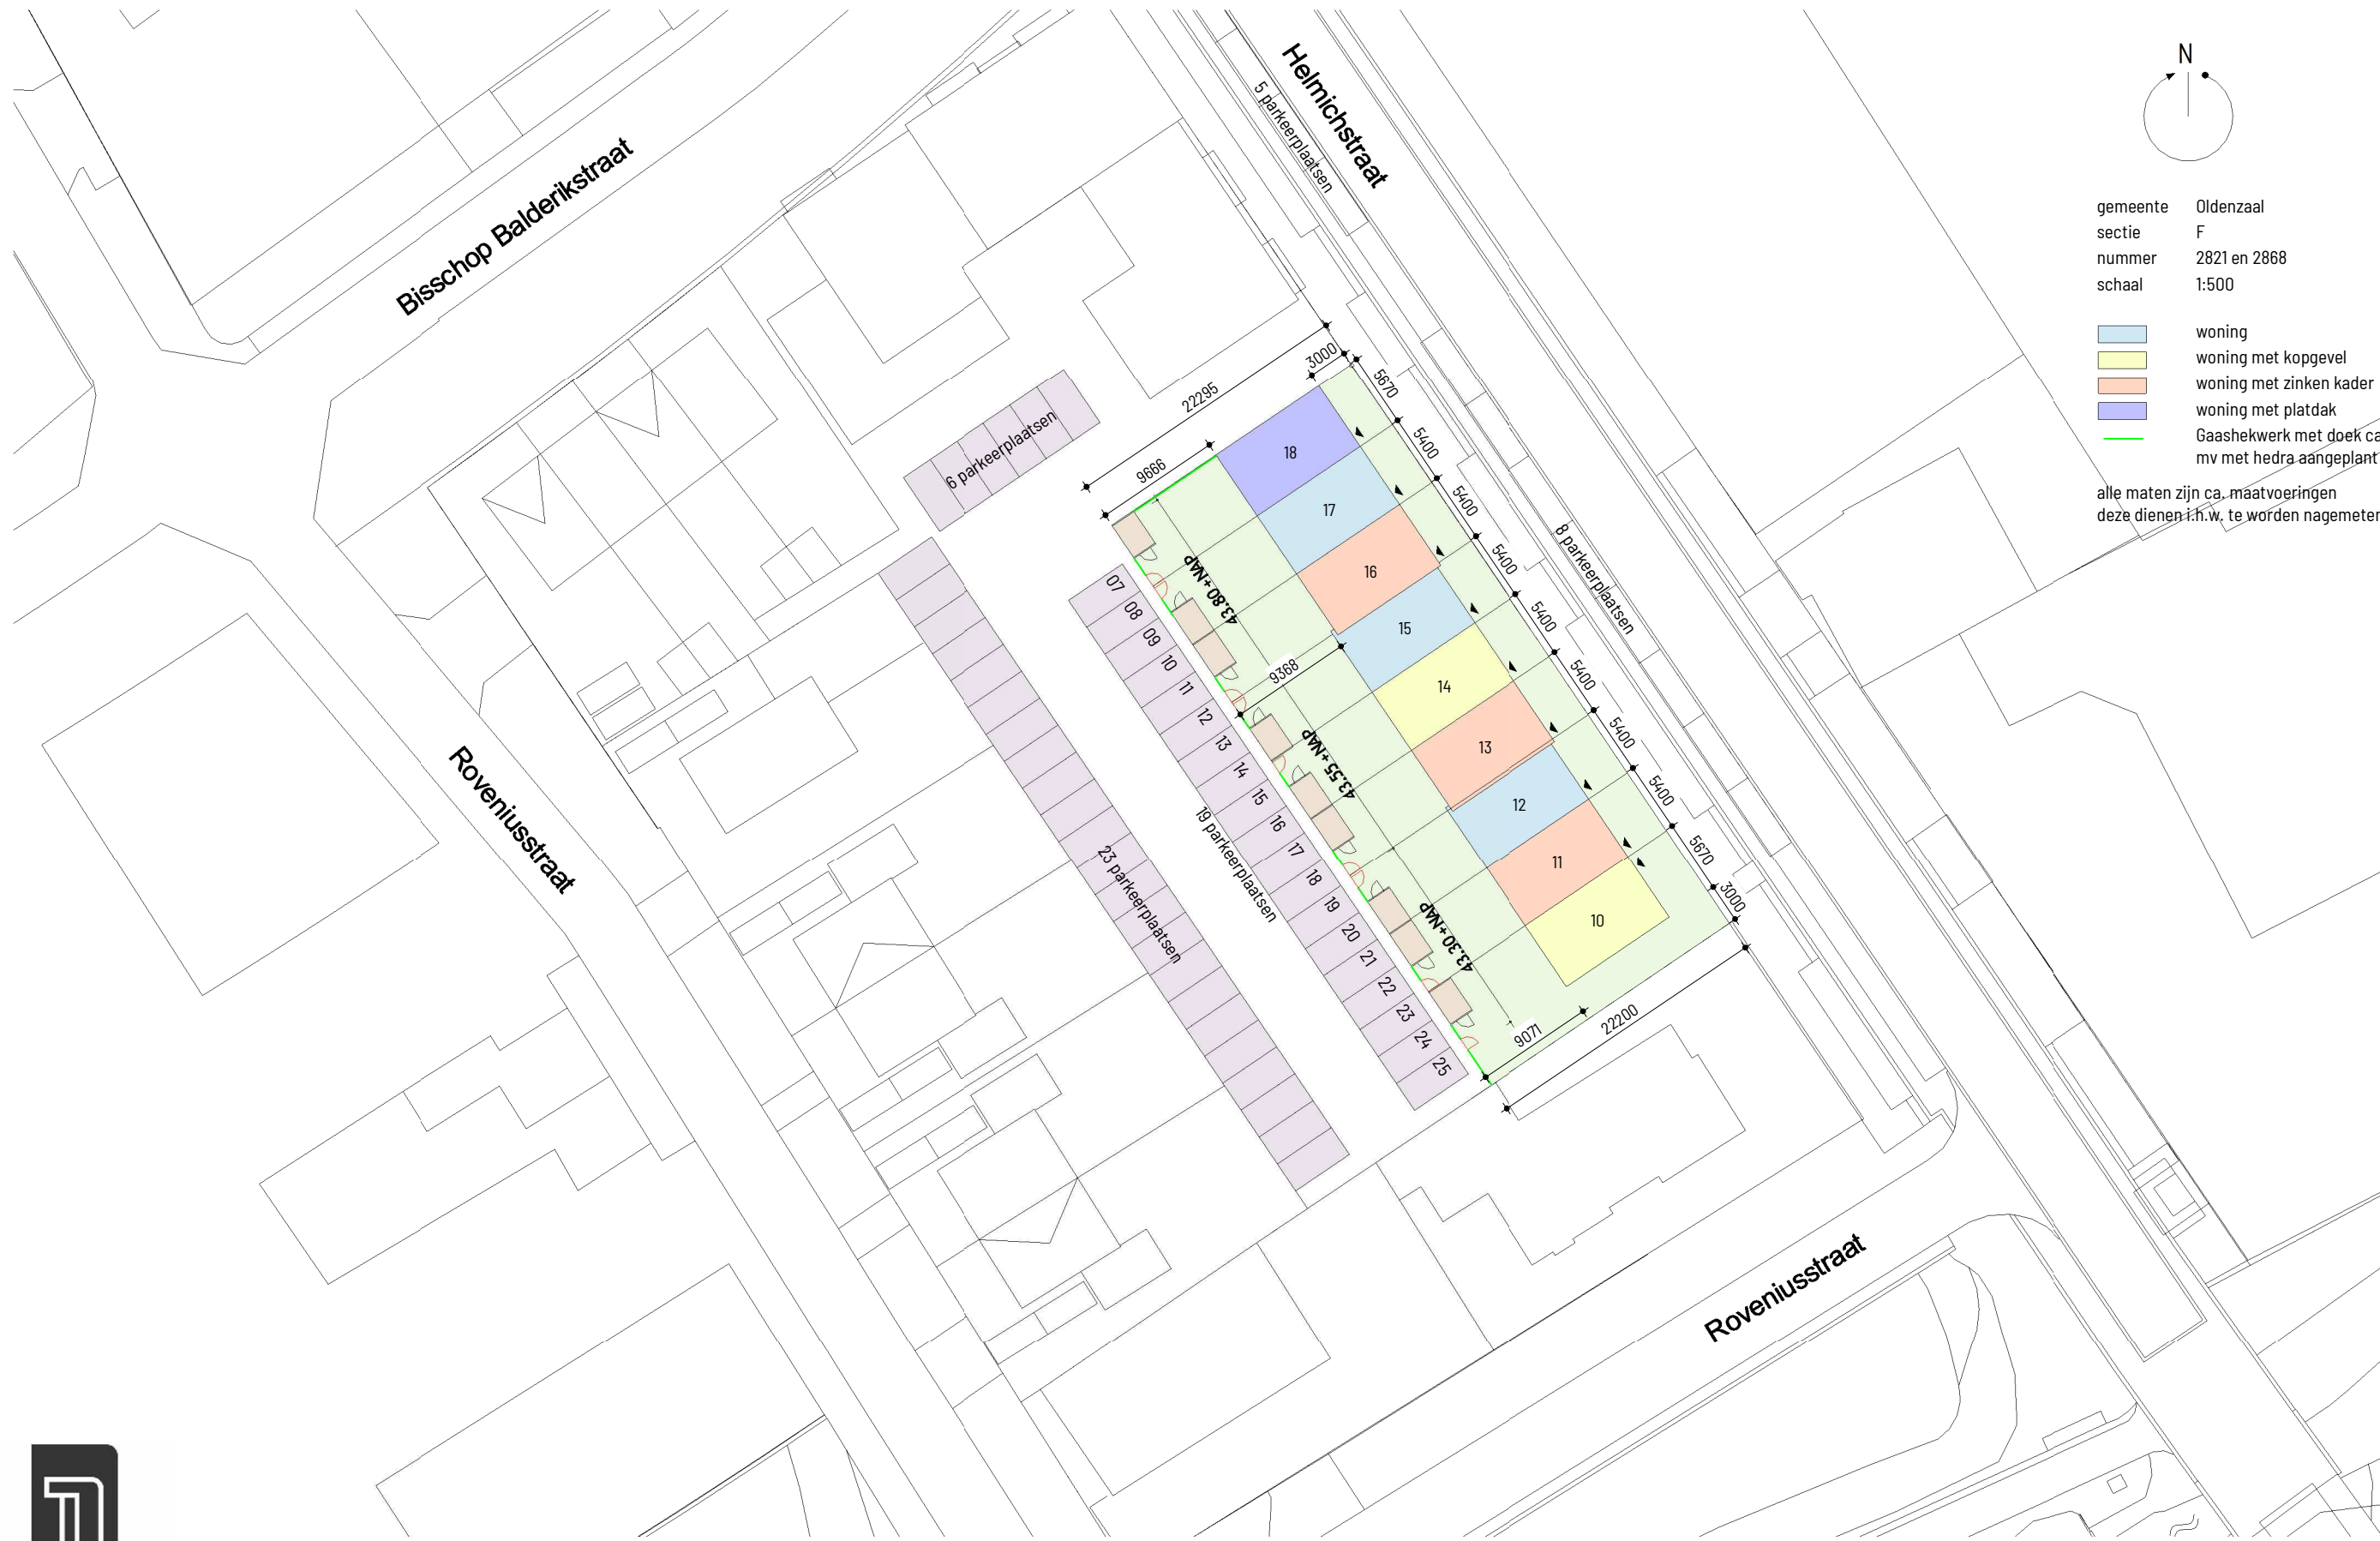 Bisschop Balderikstraat
Helmichstraat
5 parkeerplaatsen
N
gemeente Oldenzaal
sectie F
nummer 2821 en 2868
schaal 1:500
woning
woning met kopgevel
woning met zinken kader
woning met platdak
Gaashekwerk met doek
mv met hedra aangeplant
alle maten zijn ca. maatvoeringen
deze dienen i.h.w. te worden
6 parkeerplaatsen
22295
3000
9666
5670
5400
5400
5400
5400
5400
5400
5400
5670
3000
8 parkeerplaatsen
18
17
16
15
14
13
12
11
10
43.80+NAP
9368
43.55+NAP
43.30+NAP
9071
22200
07
08
09
10
11
12
13
14
15
16
17
18
19
20
21
22
23
24
25
19 parkeerplaatsen
23 parkeerplaatsen
Roveniusstraat
Roveniusstraat